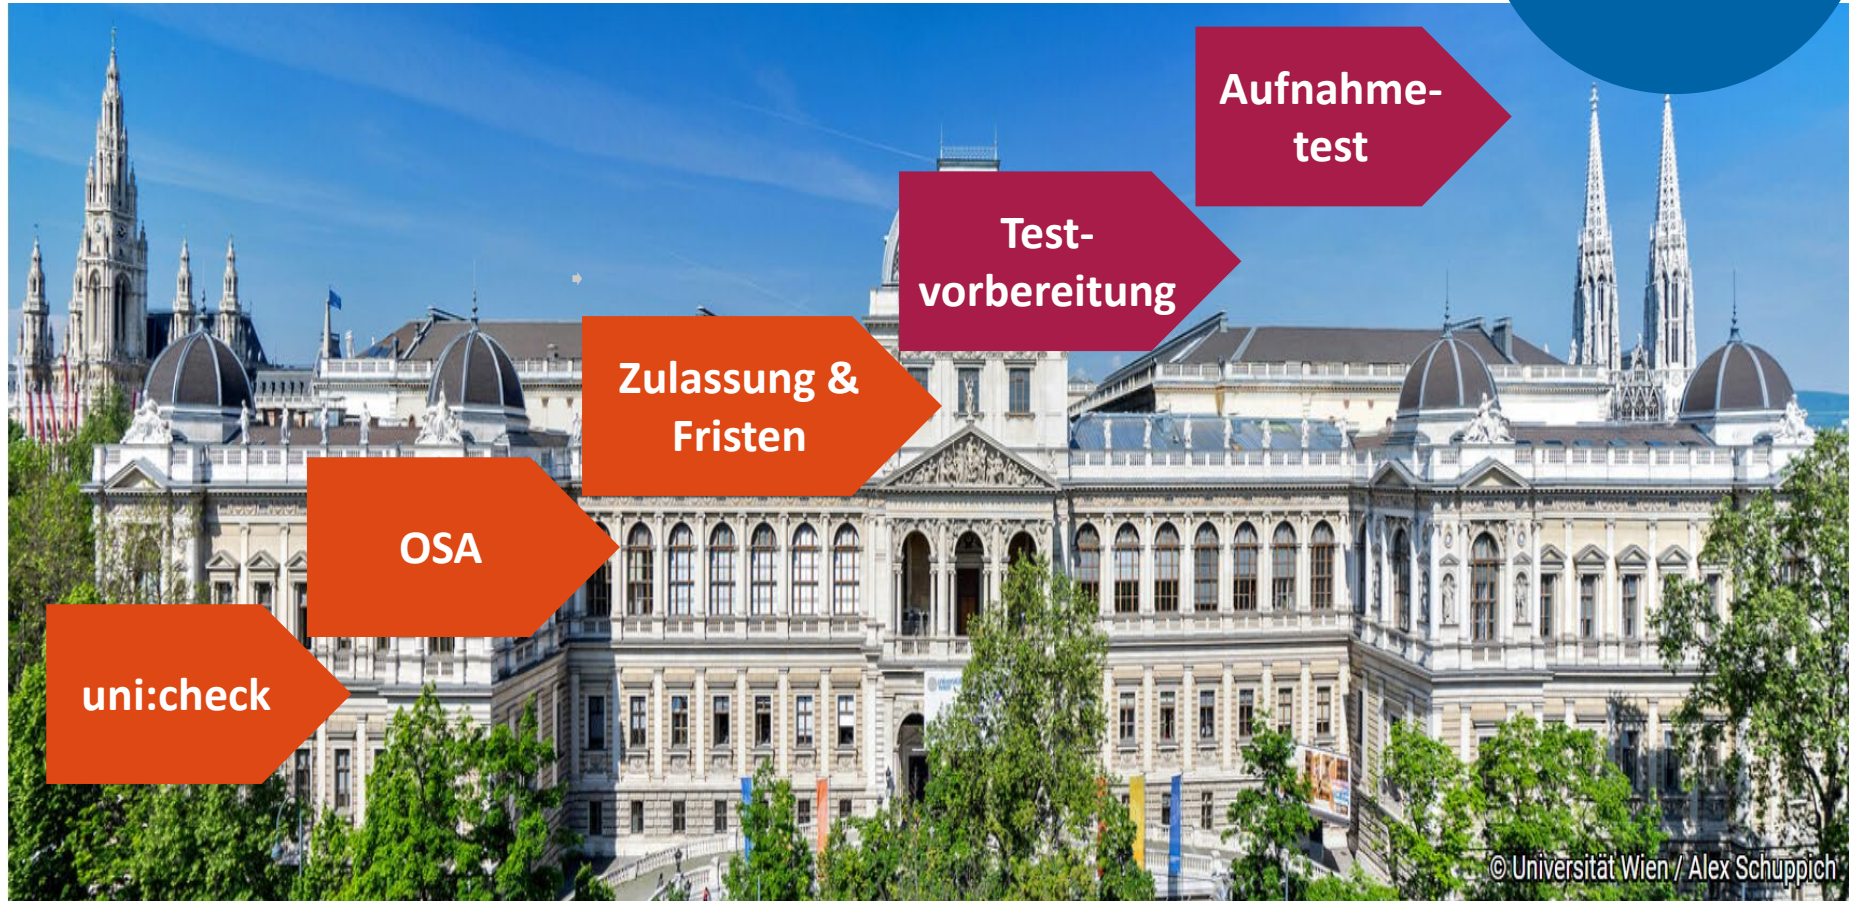 Aufnahme-
test
Test-
vorbereitung
Zulassung &
Fristen
OSA
uni:check
© Universität Wien / Alex Schuppich